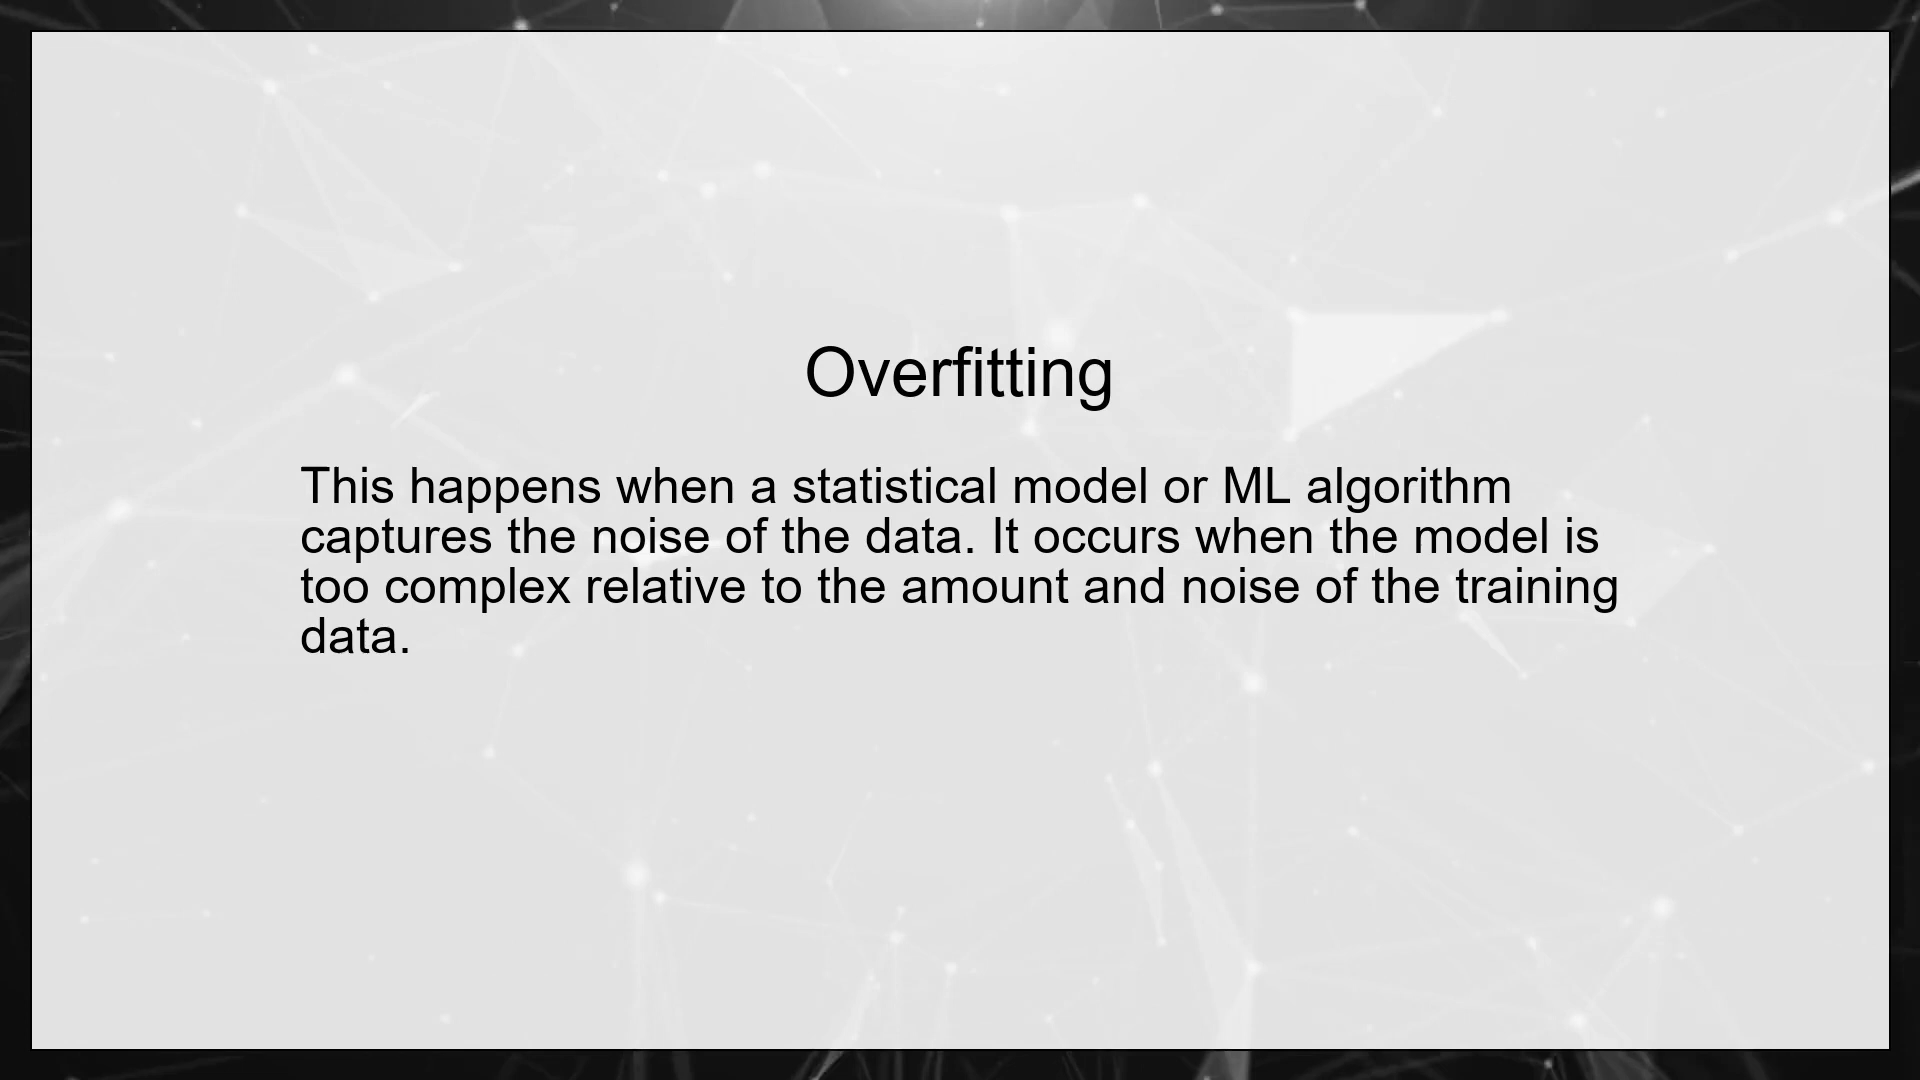 Overfitting
This happens when a statistical model or ML algorithm
captures the noise of the data. It occurs when the model is
too complex relative to the amount and noise of the training
data.